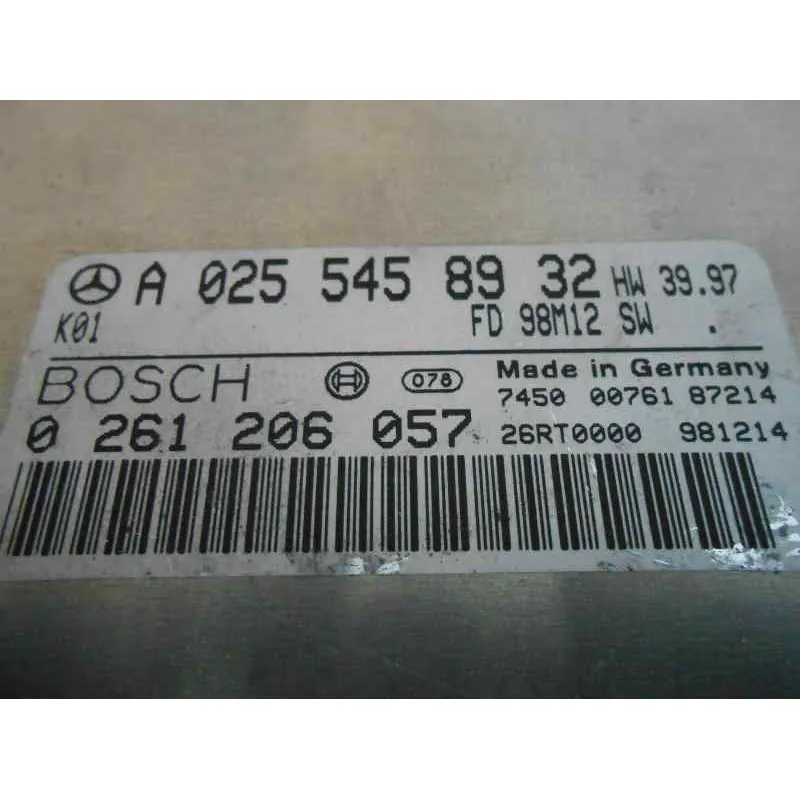 A 025 545 89 32 HW 39.97
K01 FD 98M12 SW .
BOSCH 078 Made in Germany
7450 00761 87214
0 261 206 057 26RT0000 981214